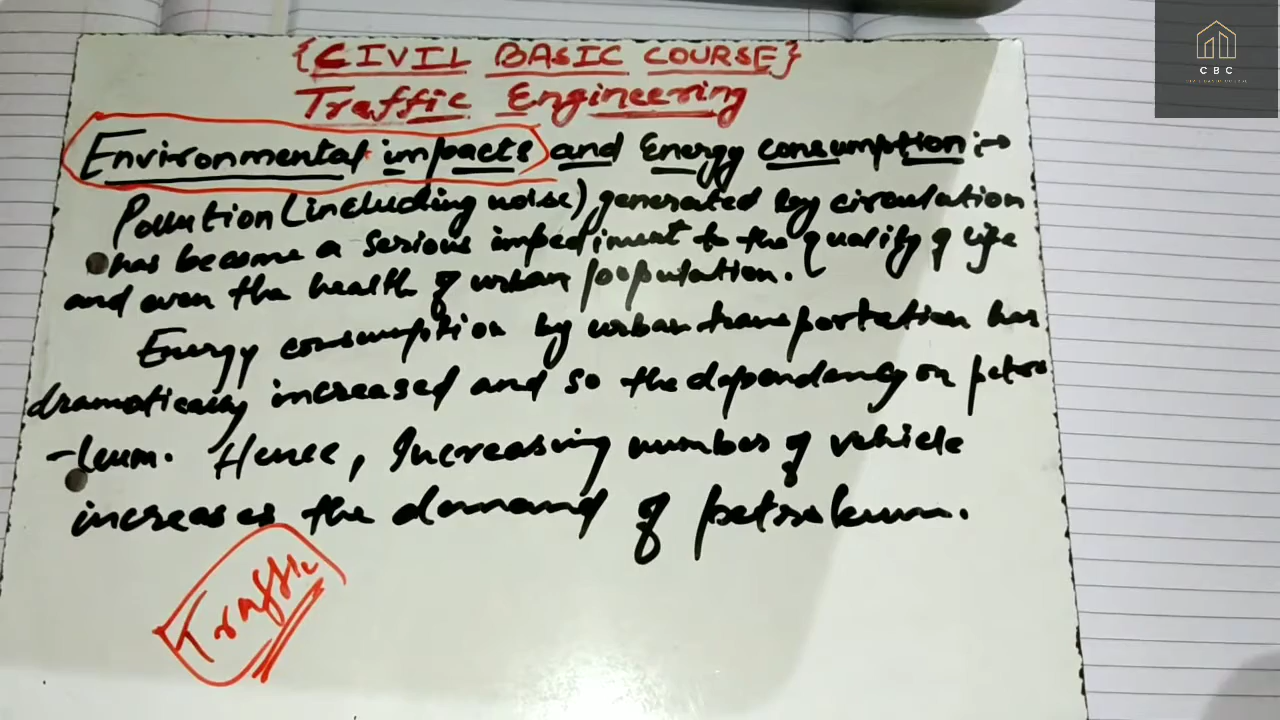 {CIVIL BASIC COURSE}
Traffic Engineering
Environmental impacts and Energy consumption :→
Pollution (including noise) generated by circulation
has become a serious impediment to the quality of life
and even the health of urban poopulation.
Energy consumption by urban transportation has
dramatically increased and so the dependency on petro
-leum. Hence, Increasing number of vehicle
increases the demand of petroleum.
Traffic
CBC